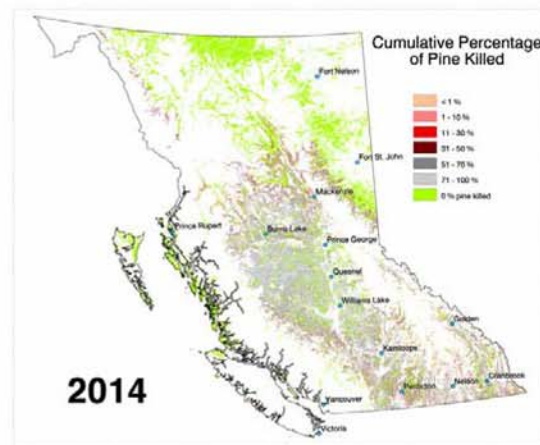 Cumulative Percentage
of Pine Killed
< 1 %
1 - 10 %
11 - 30 %
31 - 50 %
51 - 70 %
71 - 100 %
0 % pine killed
Fort Nelson
Fort St. John
Mackenzie
Prince Rupert
Burns Lake
Prince George
Quesnel
Williams Lake
Golden
Kamloops
Cranbrook
Penticton
Nelson
2014
Vancouver
Victoria